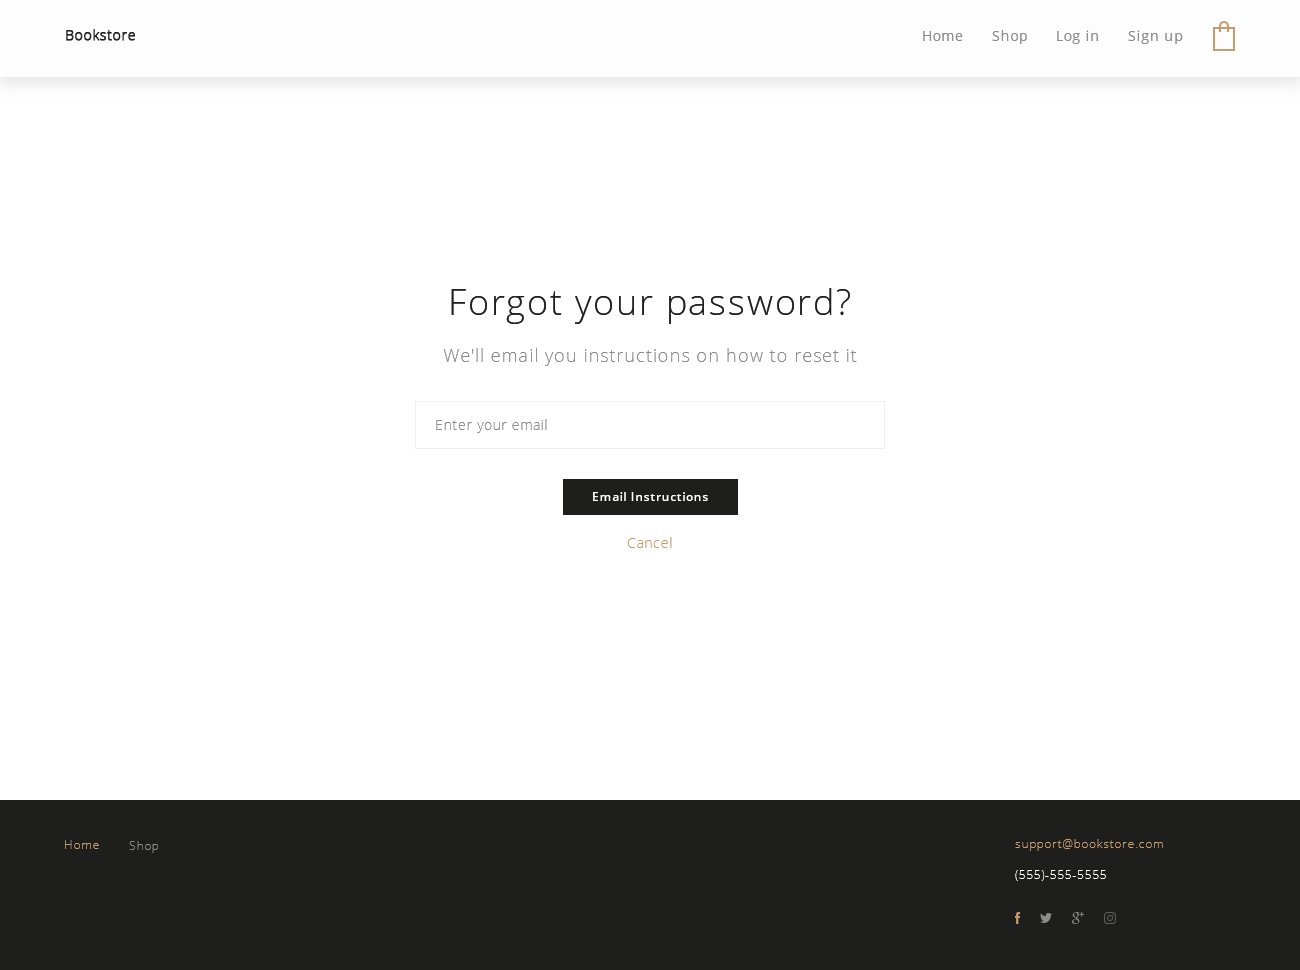 Bookstore
Home Shop Log in Sign up
Forgot your password?
We'll email you instructions on how to reset it
Enter your email
Email Instructions
Cancel
Home Shop
support@bookstore.com
(555)-555-5555